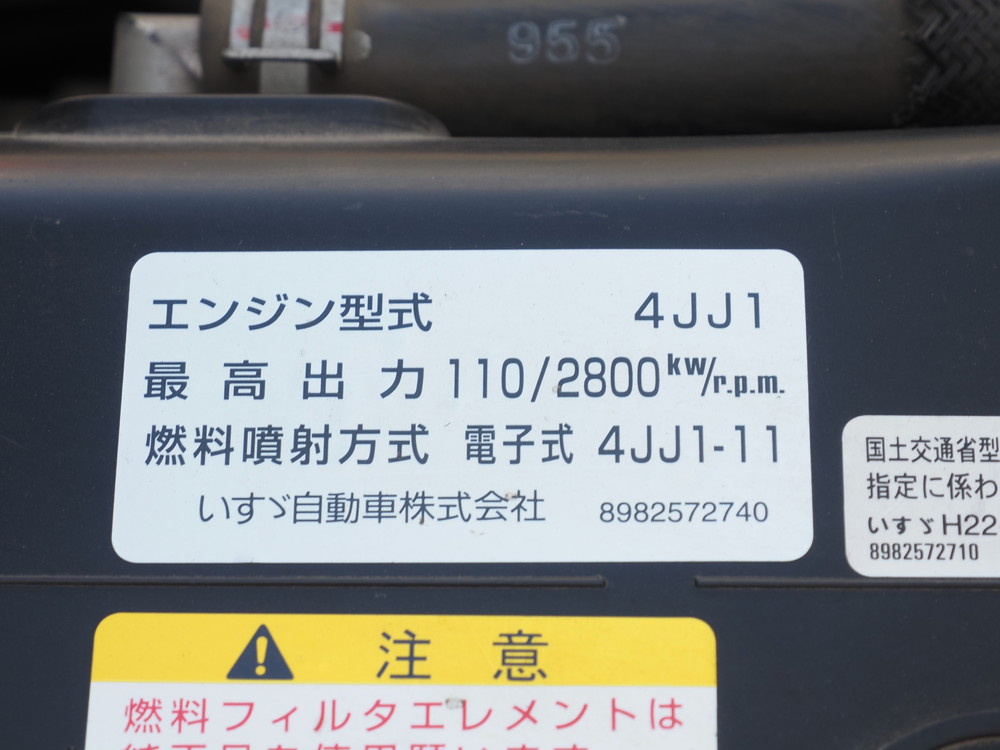 955
エンジン型式 4JJ1
最高出力 110/2800kw/r.p.m.
燃料噴射方式 電子式 4JJ1-11
いすゞ自動車株式会社 8982572740
国土交通省型
指定に係わ
いすゞH22
8982572710
注意
燃料フィルタエレメントは